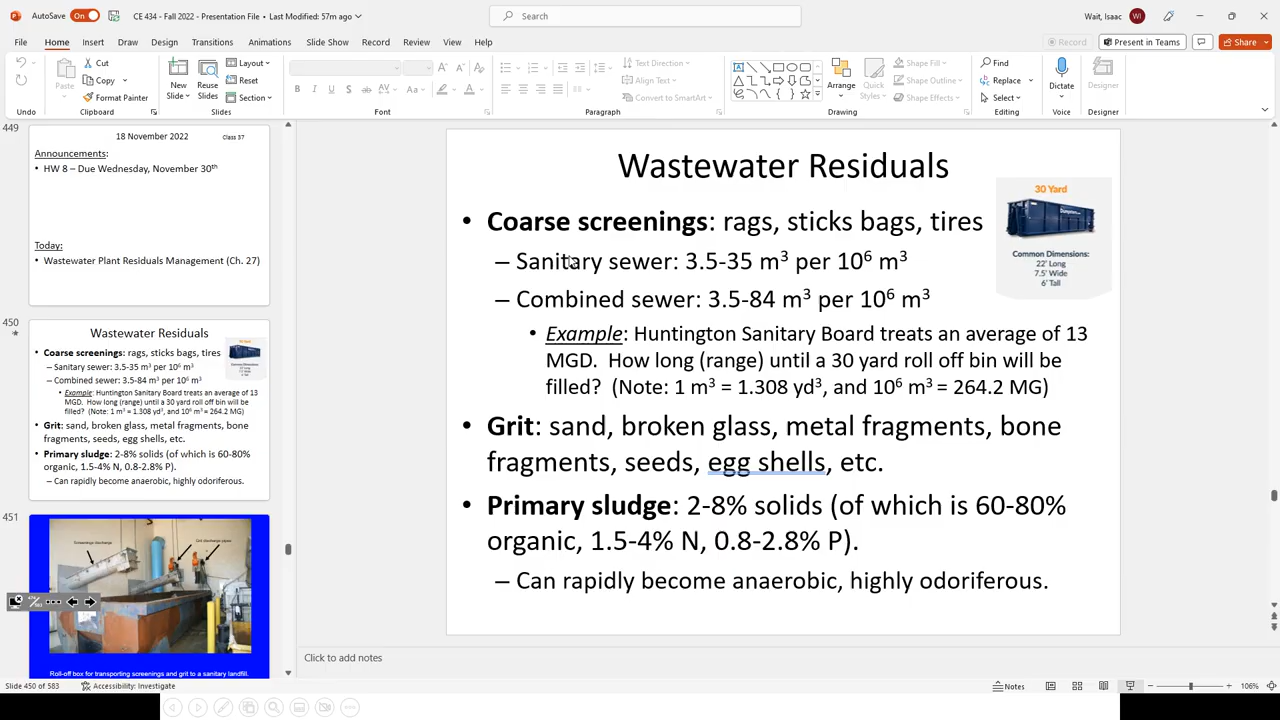 AutoSave On CE 434 - Fall 2022 - Presentation File • Last Modified: 57m ago Search Wait, Isaac WI
File Home Insert Draw Design Transitions Animations Slide Show Record Review View Help Record Present in Teams Share
Paste Cut Copy Format Painter New Slide Reuse Slides Layout Reset Section Text Direction Align Text Convert to SmartArt Arrange Quick Styles Shape Fill Shape Outline Shape Effects Find Replace Select Dictate Designer
Undo Clipboard Slides Font Paragraph Drawing Editing Voice Designer
449
18 November 2022 Class 37
Announcements:
• HW 8 – Due Wednesday, November 30th
Today:
• Wastewater Plant Residuals Management (Ch. 27)
450
Wastewater Residuals
30 Yard
• Coarse screenings: rags, sticks bags, tires
– Sanitary sewer: 3.5-35 m³ per 10⁶ m³
– Combined sewer: 3.5-84 m³ per 10⁶ m³
• Example: Huntington Sanitary Board treats an average of 13
MGD. How long (range) until a 30 yard roll off bin will be
filled? (Note: 1 m³ = 1.308 yd³, and 10⁶ m³ = 264.2 MG)
• Grit: sand, broken glass, metal fragments, bone
fragments, seeds, egg shells, etc.
• Primary sludge: 2-8% solids (of which is 60-80%
organic, 1.5-4% N, 0.8-2.8% P).
– Can rapidly become anaerobic, highly odoriferous.
451
Screenings discharge Grit discharge pipes
Roll-off box for transporting screenings and grit to a sanitary landfill.
Wastewater Residuals
30 Yard
Common Dimensions:
22' Long
7.5' Wide
6' Tall
• Coarse screenings: rags, sticks bags, tires
– Sanitary sewer: 3.5-35 m³ per 10⁶ m³
– Combined sewer: 3.5-84 m³ per 10⁶ m³
• Example: Huntington Sanitary Board treats an average of 13
MGD. How long (range) until a 30 yard roll off bin will be
filled? (Note: 1 m³ = 1.308 yd³, and 10⁶ m³ = 264.2 MG)
• Grit: sand, broken glass, metal fragments, bone
fragments, seeds, egg shells, etc.
• Primary sludge: 2-8% solids (of which is 60-80%
organic, 1.5-4% N, 0.8-2.8% P).
– Can rapidly become anaerobic, highly odoriferous.
Click to add notes
Slide 450 of 583 Accessibility: Investigate Notes 106%